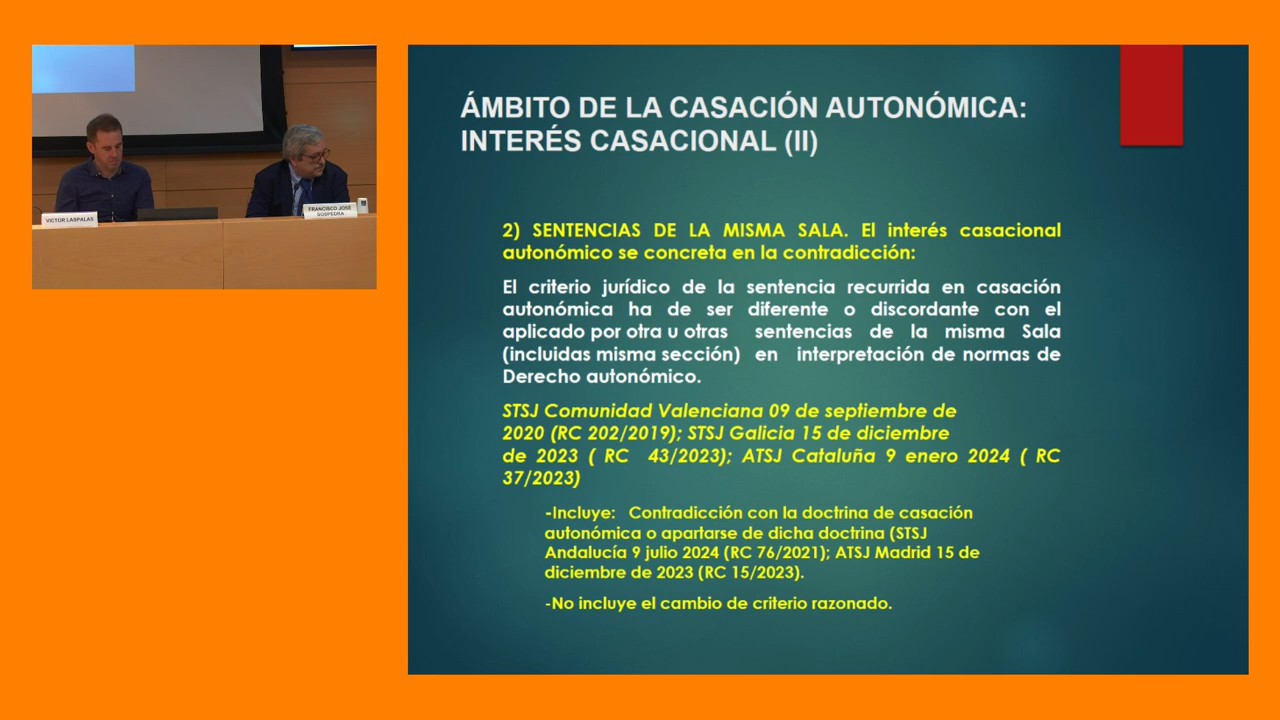 VICTOR LASPALAS
FRANCISCO JOSÉ
SOSPEDRA
ÁMBITO DE LA CASACIÓN AUTONÓMICA:
INTERÉS CASACIONAL (II)
2) SENTENCIAS DE LA MISMA SALA. El interés casacional
autonómico se concreta en la contradicción:
El criterio jurídico de la sentencia recurrida en casación
autonómica ha de ser diferente o discordante con el
aplicado por otra u otras sentencias de la misma Sala
(incluidas misma sección) en interpretación de normas de
Derecho autonómico.
STSJ Comunidad Valenciana 09 de septiembre de
2020 (RC 202/2019); STSJ Galicia 15 de diciembre
de 2023 ( RC 43/2023); ATSJ Cataluña 9 enero 2024 ( RC
37/2023)
-Incluye: Contradicción con la doctrina de casación
autonómica o apartarse de dicha doctrina (STSJ
Andalucía 9 julio 2024 (RC 76/2021); ATSJ Madrid 15 de
diciembre de 2023 (RC 15/2023).
-No incluye el cambio de criterio razonado.